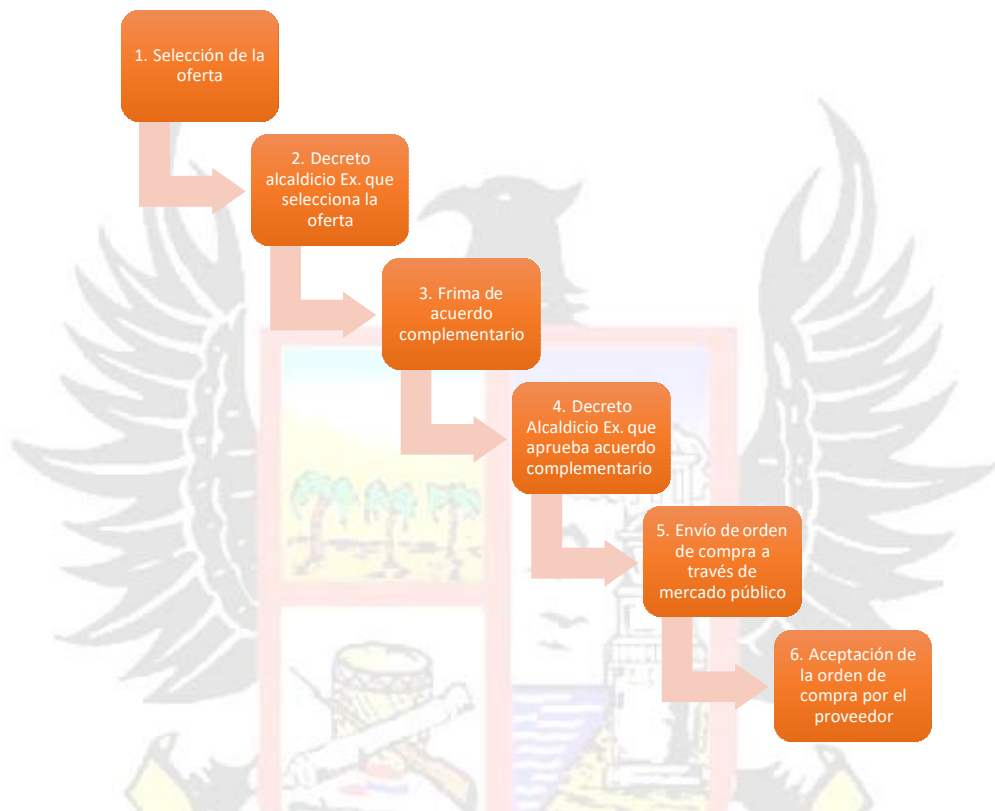 1. Selección de la
oferta
2. Decreto
alcaldicio Ex. que
selecciona la
oferta
3. Frima de
acuerdo
complementario
4. Decreto
Alcaldicio Ex. que
aprueba acuerdo
complementario
5. Envío de orden
de compra a
través de
mercado público
6. Aceptación de
la orden de
compra por el
proveedor